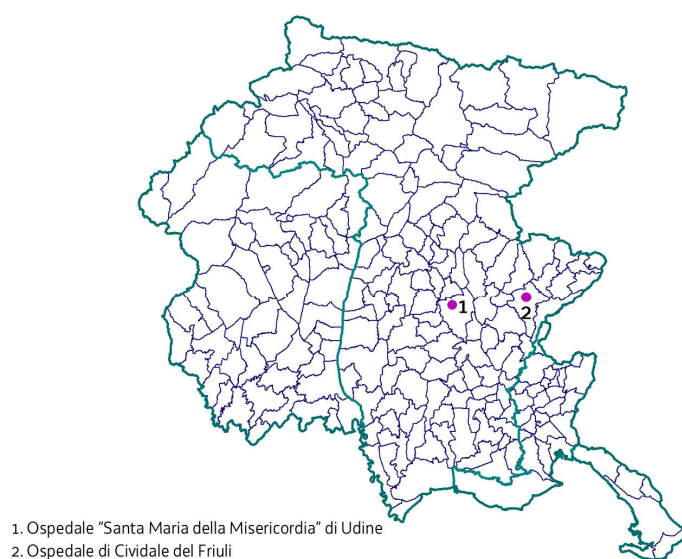 1
2
1. Ospedale “Santa Maria della Misericordia” di Udine
2. Ospedale di Cividale del Friuli